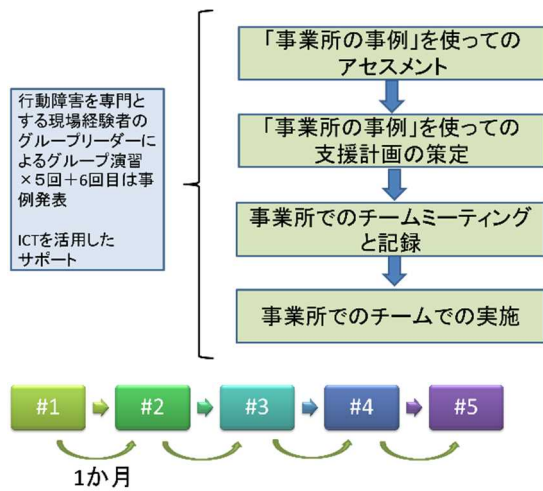 行動障害を専門と
する現場経験者の
グループリーダーに
よるグループ演習
×5回+6回目は事
例発表
ICTを活用した
サポート
「事業所の事例」を使っての
アセスメント
「事業所の事例」を使っての
支援計画の策定
事業所でのチームミーティング
と記録
事業所でのチームでの実施
#1
#2
#3
#4
#5
1か月